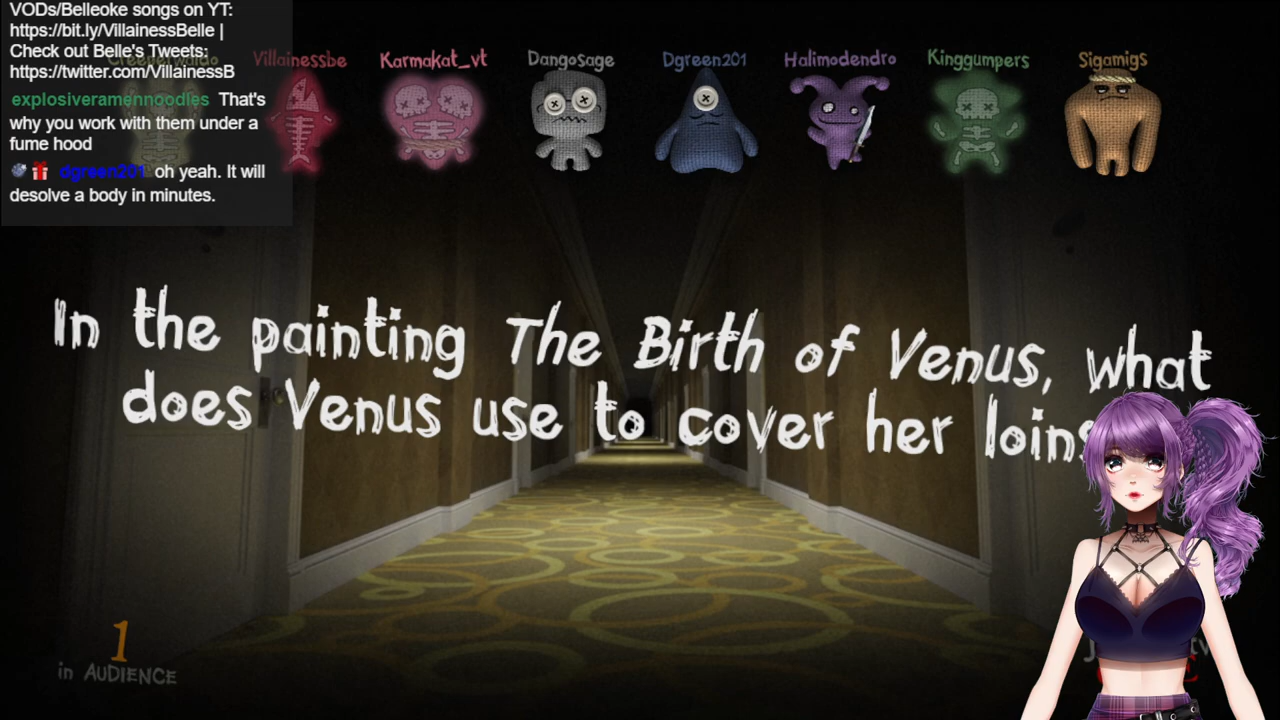 VODs/Belleoke songs on YT:
https://bit.ly/VillainessBelle |
Check out Belle's Tweets:
https://twitter.com/VillainessB
explosiveramennoodles That's
why you work with them under a
fume hood
dgreen201 oh yeah. It will
desolve a body in minutes.
Villainessbe Karmakat_vt DangoSage Dgreen201 Halimodendro Kinggumpers Sigamigs
In the painting The Birth of Venus, what
does Venus use to cover her loins
1
in AUDIENCE